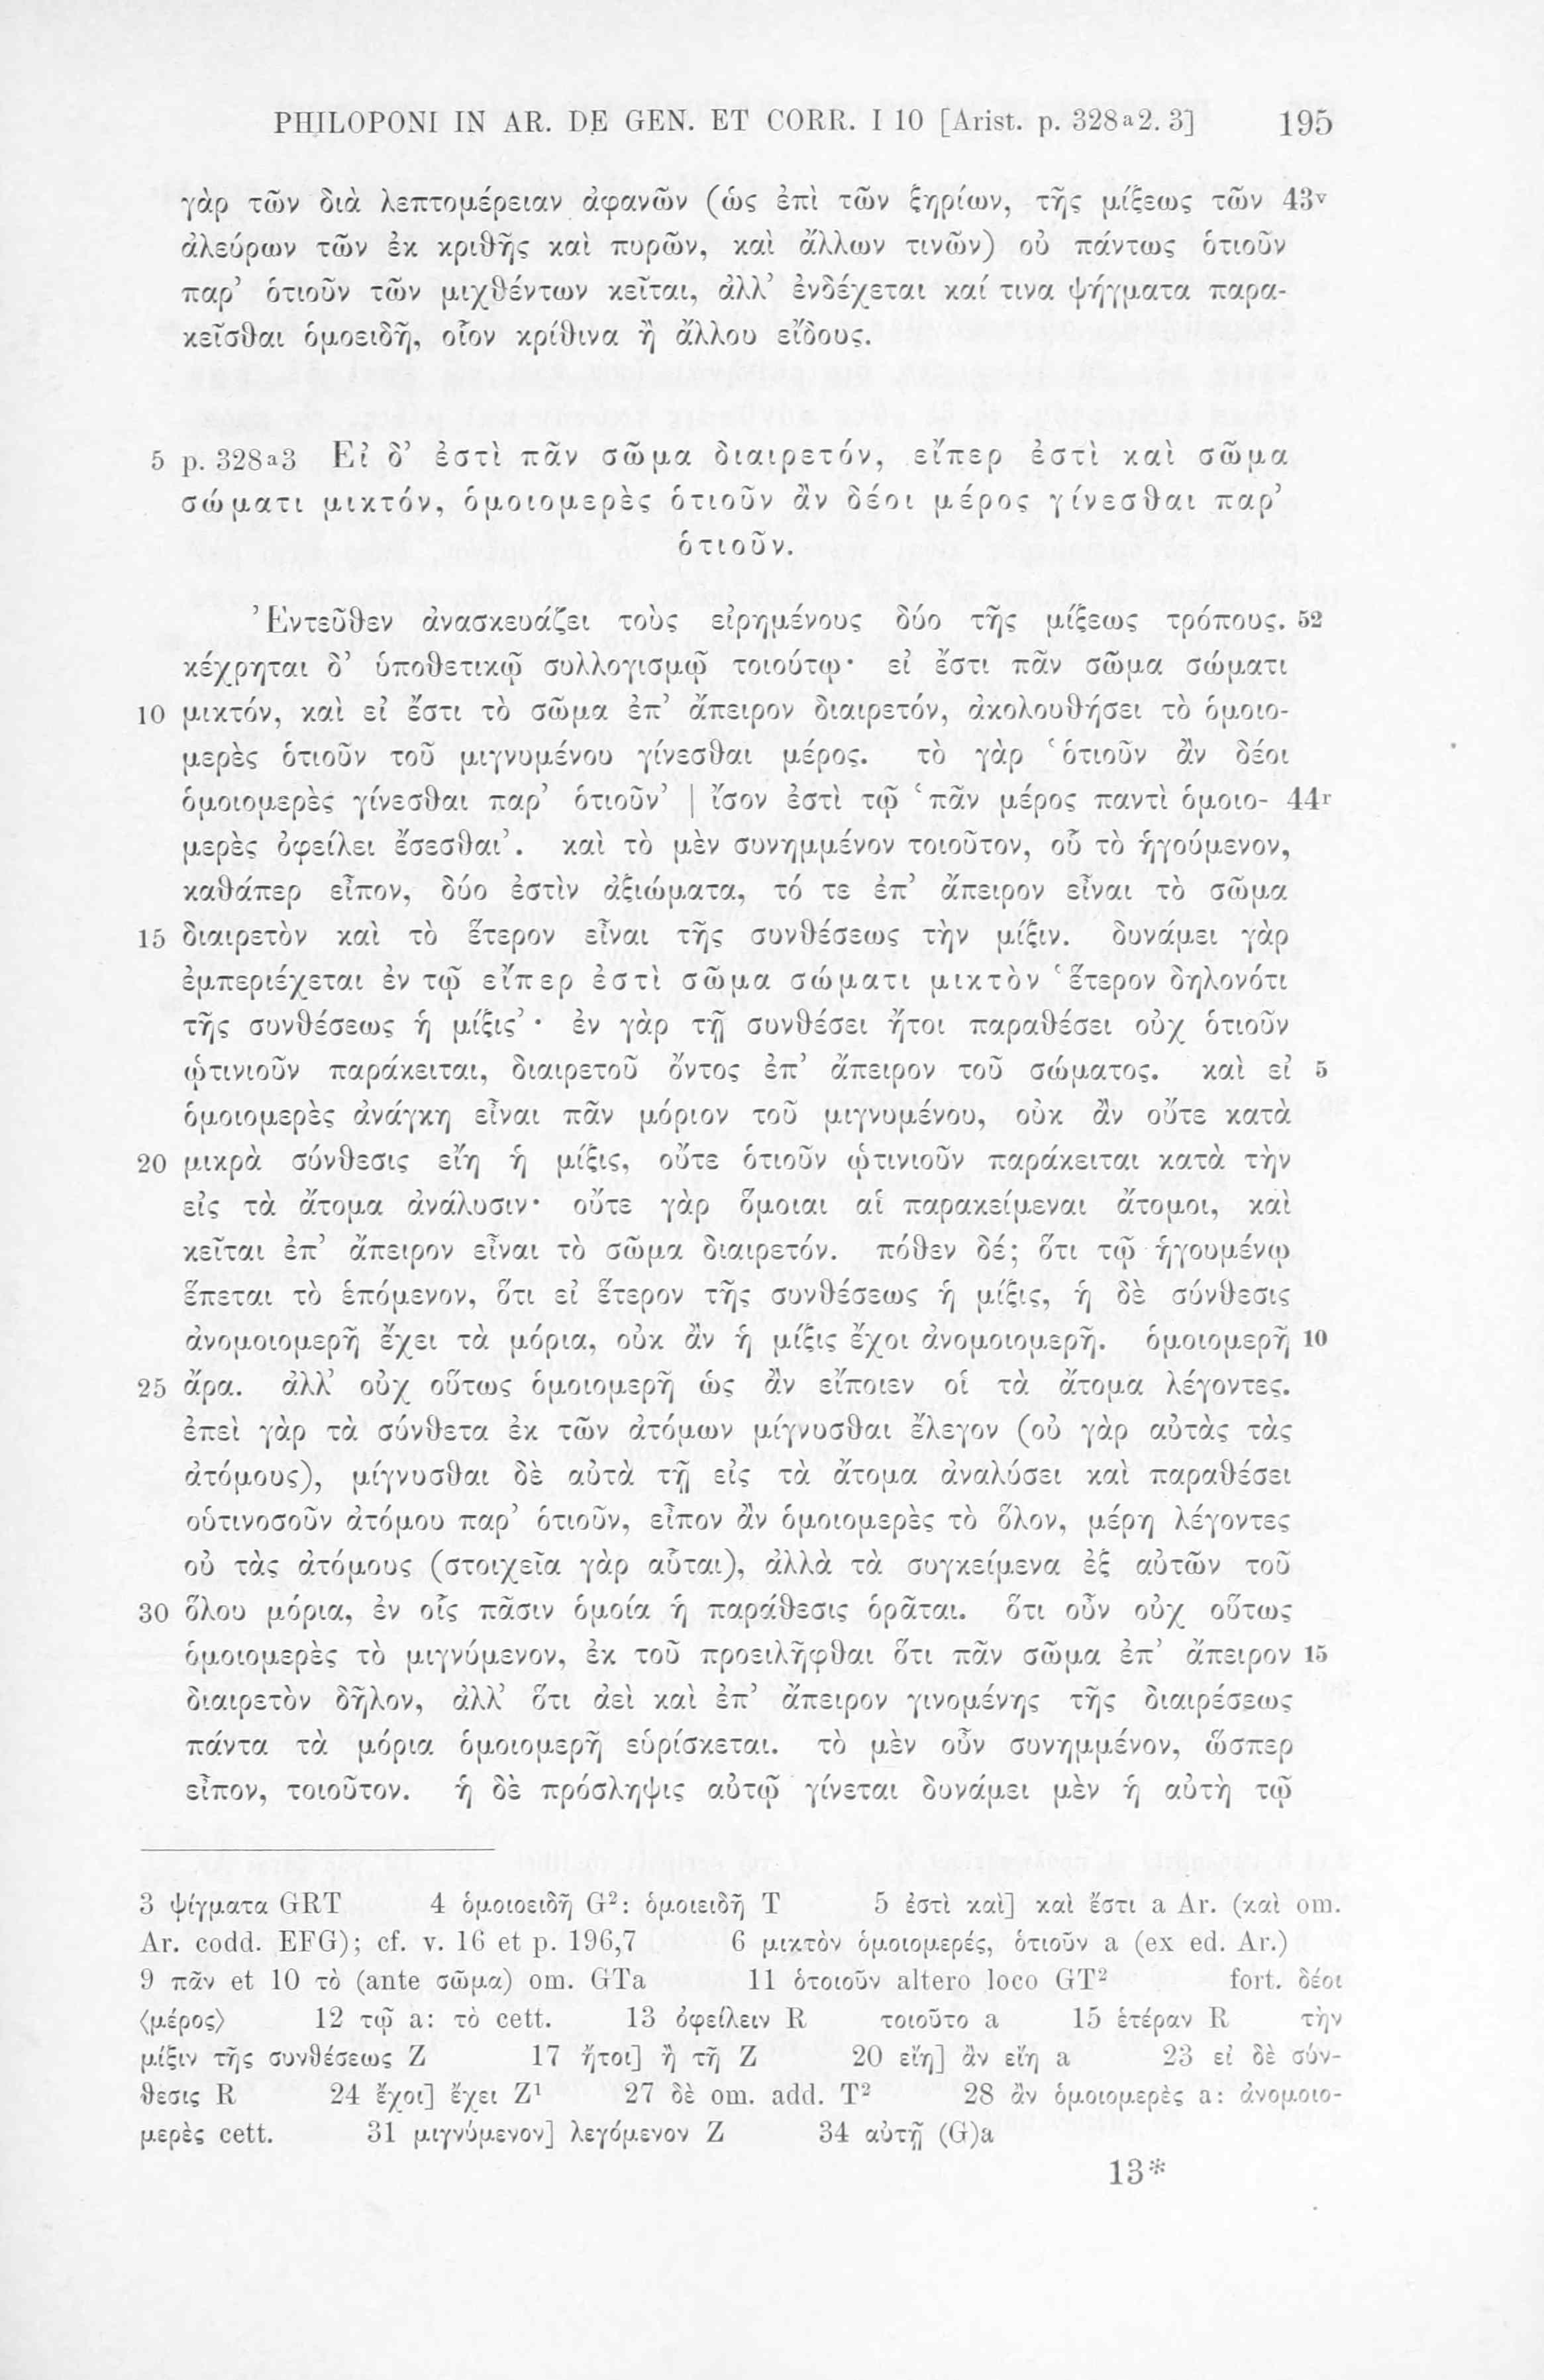 PHILOPONI IN AR. DE GEN. ET CORR. I 10 [Arist. p. 328a2. 3] 195
γὰρ τῶν διὰ λεπτομέρειαν ἀφανῶν (ὡς ἐπὶ τῶν ξηρίων, τῆς μίξεως τῶν 43v
ἀλεύρων τῶν ἐκ κριθῆς καὶ πυρῶν, καὶ ἄλλων τινῶν) οὐ πάντως ὁτιοῦν
παρ’ ὁτιοῦν τῶν μιχθέντων κεῖται, ἀλλ’ ἐνδέχεται καί τινα ψήγματα παρα-
κεῖσθαι ὁμοειδῆ, οἷον κρίθινα ἢ ἄλλου εἴδους.
5 p. 328a3 Εἰ δ’ ἐστὶ πᾶν σῶμα διαιρετόν, εἴπερ ἐστὶ καὶ σῶμα
σώματι μικτόν, ὁμοιομερὲς ὁτιοῦν ἂν δέοι μέρος γίνεσθαι παρ’
ὁτιοῦν.
Ἐντεῦθεν ἀνασκευάζει τοὺς εἰρημένους δύο τῆς μίξεως τρόπους. 52
κέχρηται δ’ ὑποθετικῷ συλλογισμῷ τοιούτῳ· εἰ ἔστι πᾶν σῶμα σώματι
10 μικτόν, καὶ εἰ ἔστι τὸ σῶμα ἐπ’ ἄπειρον διαιρετόν, ἀκολουθήσει τὸ ὁμοιο-
μερὲς ὁτιοῦν τοῦ μιγνυμένου γίνεσθαι μέρος. τὸ γὰρ ‘ὁτιοῦν ἂν δέοι
ὁμοιομερὲς γίνεσθαι παρ’ ὁτιοῦν’ | ἴσον ἐστὶ τῷ ‘πᾶν μέρος παντὶ ὁμοιο- 44r
μερὲς ὀφείλει ἔσεσθαι’. καὶ τὸ μὲν συνημμένον τοιοῦτον, οὗ τὸ ἡγούμενον,
καθάπερ εἶπον, δύο ἐστὶν ἀξιώματα, τό τε ἐπ’ ἄπειρον εἶναι τὸ σῶμα
15 διαιρετὸν καὶ τὸ ἕτερον εἶναι τῆς συνθέσεως τὴν μίξιν. δυνάμει γὰρ
ἐμπεριέχεται ἐν τῷ εἴπερ ἐστὶ σῶμα σώματι μικτὸν ‘ἕτερον δηλονότι
τῆς συνθέσεως ἡ μίξις’· ἐν γὰρ τῇ συνθέσει ἤτοι παραθέσει οὐχ ὁτιοῦν
ᾡτινιοῦν παράκειται, διαιρετοῦ ὄντος ἐπ’ ἄπειρον τοῦ σώματος. καὶ εἰ 5
ὁμοιομερὲς ἀνάγκη εἶναι πᾶν μόριον τοῦ μιγνυμένου, οὐκ ἂν οὔτε κατὰ
20 μικρὰ σύνθεσις εἴη ἡ μίξις, οὔτε ὁτιοῦν ᾡτινιοῦν παράκειται κατὰ τὴν
εἰς τὰ ἄτομα ἀνάλυσιν· οὔτε γὰρ ὅμοιαι αἱ παρακείμεναι ἄτομοι, καὶ
κεῖται ἐπ’ ἄπειρον εἶναι τὸ σῶμα διαιρετόν. πόθεν δέ; ὅτι τῷ ἡγουμένῳ
ἕπεται τὸ ἑπόμενον, ὅτι εἰ ἕτερον τῆς συνθέσεως ἡ μίξις, ἡ δὲ σύνθεσις
ἀνομοιομερῆ ἔχει τὰ μόρια, οὐκ ἂν ἡ μίξις ἔχοι ἀνομοιομερῆ. ὁμοιομερῆ 10
25 ἄρα. ἀλλ’ οὐχ οὕτως ὁμοιομερῆ ὡς ἂν εἴποιεν οἱ τὰ ἄτομα λέγοντες.
ἐπεὶ γὰρ τὰ σύνθετα ἐκ τῶν ἀτόμων μίγνυσθαι ἔλεγον (οὐ γὰρ αὐτὰς τὰς
ἀτόμους), μίγνυσθαι δὲ αὐτὰ τῇ εἰς τὰ ἄτομα ἀναλύσει καὶ παραθέσει
οὑτινοσοῦν ἀτόμου παρ’ ὁτιοῦν, εἶπον ἂν ὁμοιομερὲς τὸ ὅλον, μέρη λέγοντες
οὐ τὰς ἀτόμους (στοιχεῖα γὰρ αὗται), ἀλλὰ τὰ συγκείμενα ἐξ αὐτῶν τοῦ
30 ὅλου μόρια, ἐν οἷς πᾶσιν ὁμοία ἡ παράθεσις ὁρᾶται. ὅτι οὖν οὐχ οὕτως
ὁμοιομερὲς τὸ μιγνύμενον, ἐκ τοῦ προειλῆφθαι ὅτι πᾶν σῶμα ἐπ’ ἄπειρον 15
διαιρετὸν δῆλον, ἀλλ’ ὅτι ἀεὶ καὶ ἐπ’ ἄπειρον γινομένης τῆς διαιρέσεως
πάντα τὰ μόρια ὁμοιομερῆ εὑρίσκεται. τὸ μὲν οὖν συνημμένον, ὥσπερ
εἶπον, τοιοῦτον. ἡ δὲ πρόσληψις αὐτῷ γίνεται δυνάμει μὲν ἡ αὐτὴ τῷ
3 ψίγματα GRT 4 ὁμοιοειδῆ G²: ὁμοιειδῆ T 5 ἐστὶ καὶ] καὶ ἔστι a Ar. (καὶ om.
Ar. codd. EFG); cf. v. 16 et p. 196,7 6 μικτὸν ὁμοιομερές, ὁτιοῦν a (ex ed. Ar.)
9 πᾶν et 10 τὸ (ante σῶμα) om. GTa 11 ὁτοιοῦν altero loco GT² fort. δέοι
⟨μέρος⟩ 12 τῷ a: τὸ cett. 13 ὀφείλειν R τοιοῦτο a 15 ἑτέραν R τὴν
μίξιν τῆς συνθέσεως Z 17 ἤτοι] ἢ τῇ Z 20 εἴη] ἂν εἴη a 23 εἰ δὲ σύν-
θεσις R 24 ἔχοι] ἔχει Z¹ 27 δὲ om. add. T² 28 ἂν ὁμοιομερὲς a: ἀνομοιο-
μερὲς cett. 31 μιγνύμενον] λεγόμενον Z 34 αὐτῇ (G)a
13*